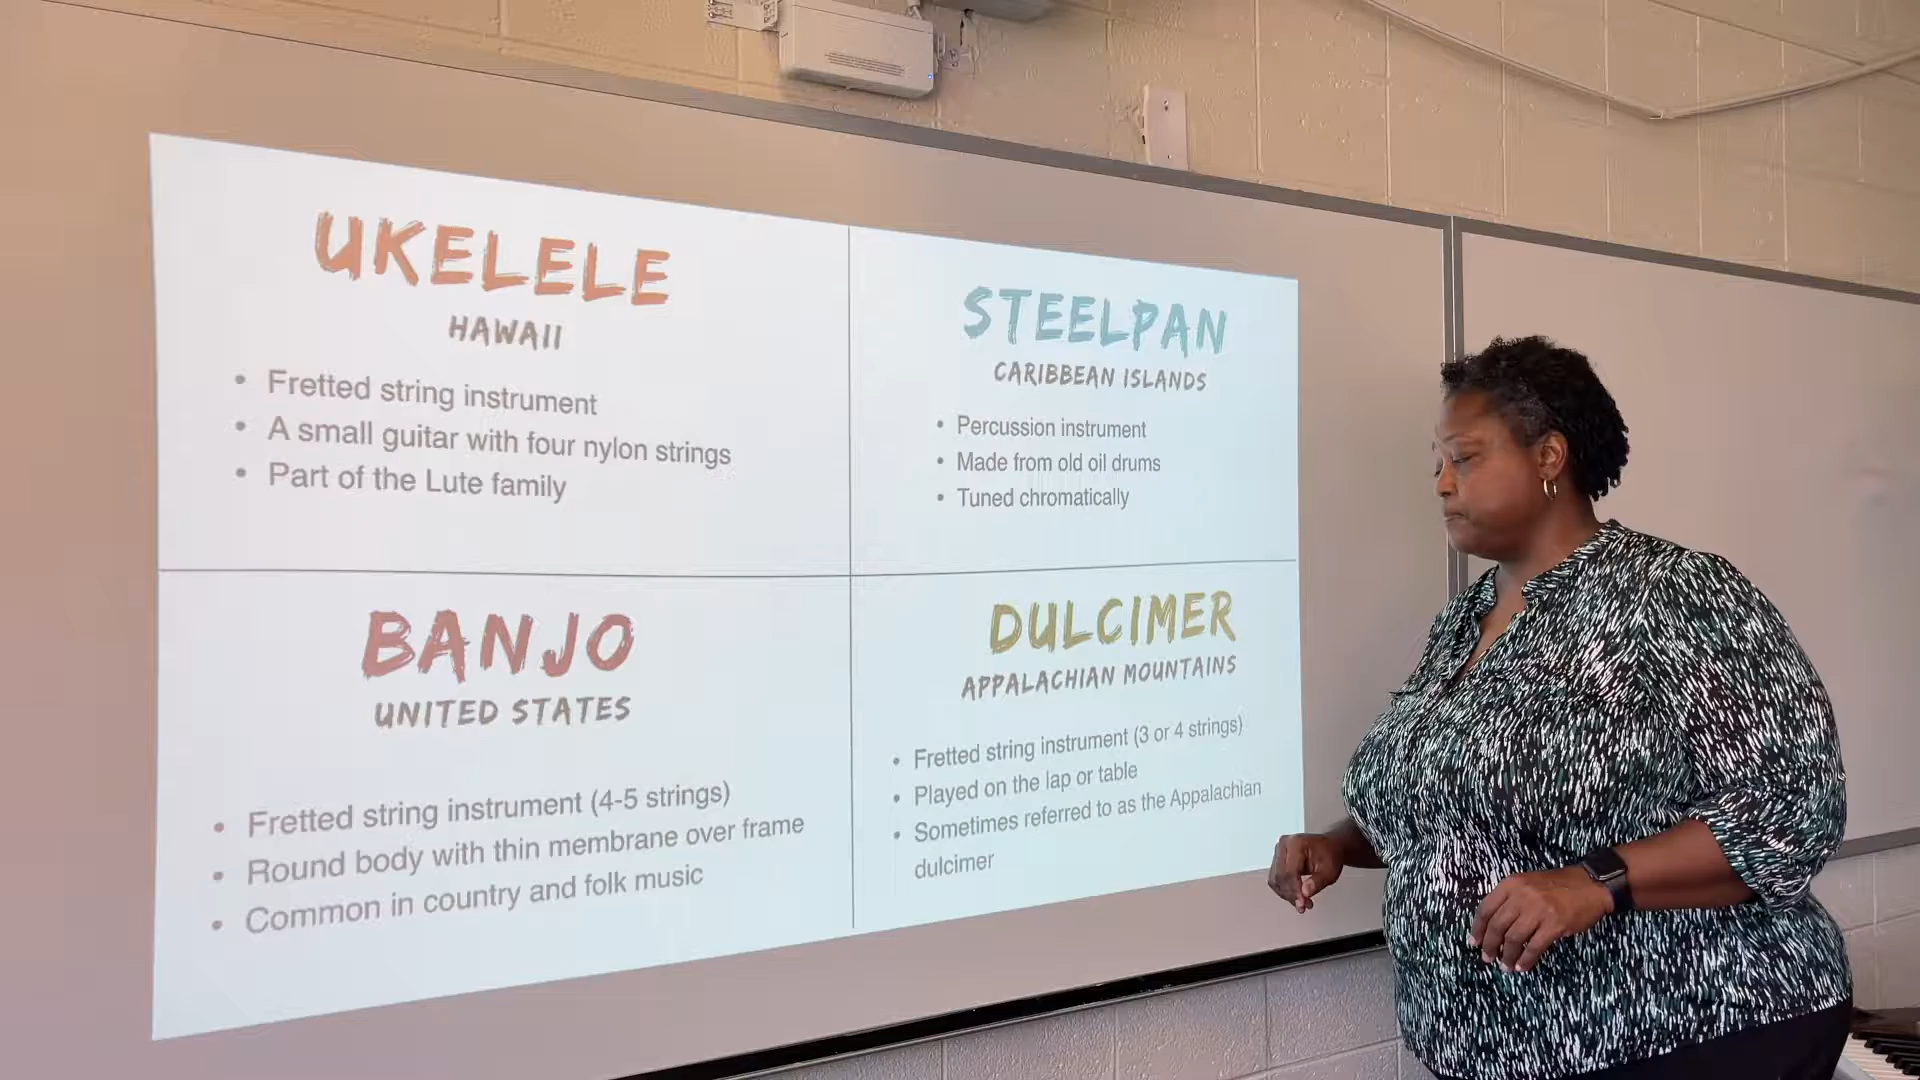 UKELELE
HAWAII
• Fretted string instrument
• A small guitar with four nylon strings
• Part of the Lute family
STEELPAN
CARIBBEAN ISLANDS
• Percussion instrument
• Made from old oil drums
• Tuned chromatically
BANJO
UNITED STATES
• Fretted string instrument (4-5 strings)
• Round body with thin membrane over frame
• Common in country and folk music
DULCIMER
APPALACHIAN MOUNTAINS
• Fretted string instrument (3 or 4 strings)
• Played on the lap or table
• Sometimes referred to as the Appalachian
dulcimer